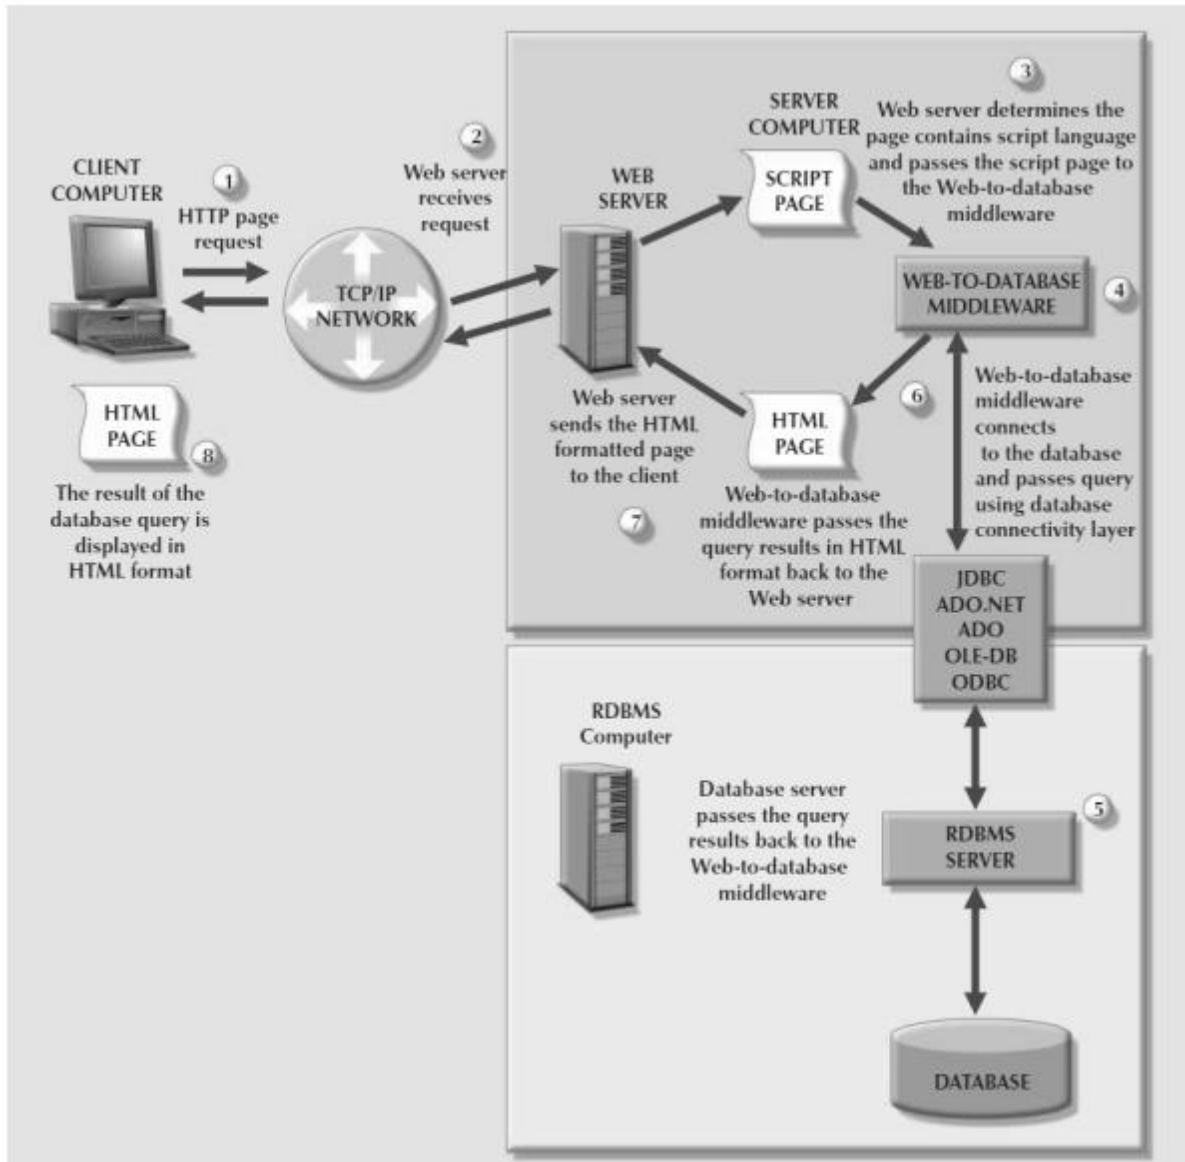 CLIENT
COMPUTER
1
HTTP page
request
TCP/IP
NETWORK
2
Web server
receives
request
WEB
SERVER
SERVER
COMPUTER
SCRIPT
PAGE
3
Web server determines the
page contains script language
and passes the script page to
the Web-to-database
middleware
WEB-TO-DATABASE
MIDDLEWARE
4
Web-to-database
middleware
connects
to the database
and passes query
using database
connectivity layer
JDBC
ADO.NET
ADO
OLE-DB
ODBC
RDBMS
Computer
Database server
passes the query
results back to the
Web-to-database
middleware
5
RDBMS
SERVER
DATABASE
6
HTML
PAGE
Web-to-database
middleware passes the
query results in HTML
format back to the
Web server
Web server
sends the HTML
formatted page
to the client
7
HTML
PAGE
8
The result of the
database query is
displayed in
HTML format